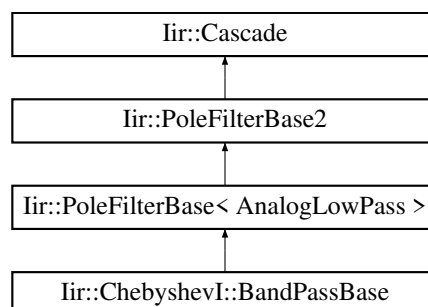 Iir::Cascade
Iir::PoleFilterBase2
Iir::PoleFilterBase< AnalogLowPass >
Iir::ChebyshevI::BandPassBase